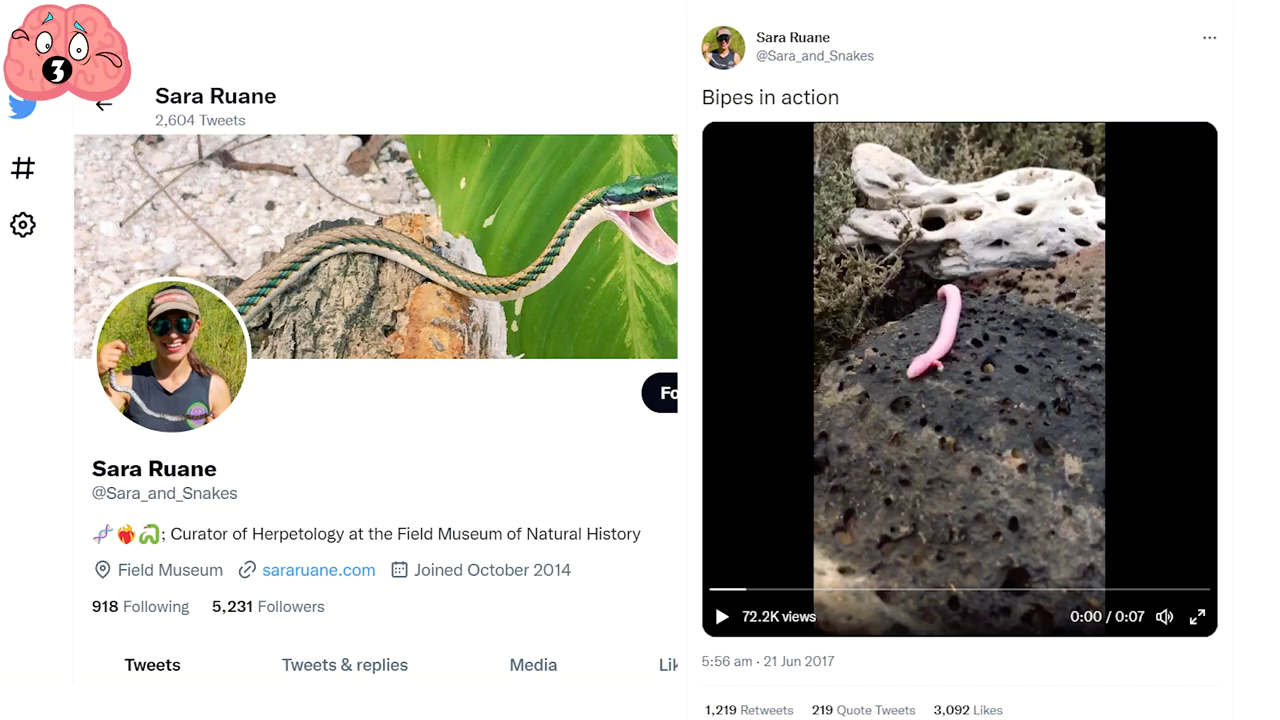 3
Sara Ruane
2,604 Tweets
Fo
Sara Ruane
@Sara_and_Snakes
; Curator of Herpetology at the Field Museum of Natural History
Field Museum sararuane.com Joined October 2014
918 Following 5,231 Followers
Tweets Tweets & replies Media Lik
Sara Ruane
@Sara_and_Snakes
Bipes in action
72.2K views 0:00 / 0:07
5:56 am · 21 Jun 2017
1,219 Retweets 219 Quote Tweets 3,092 Likes